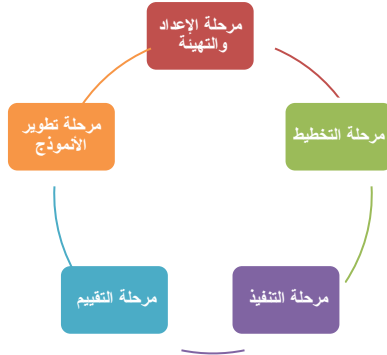 مرحلة الإعداد
والتهيئة
مرحلة التخطيط
مرحلة التنفيذ
مرحلة التقييم
مرحلة تطوير
الأنموذج